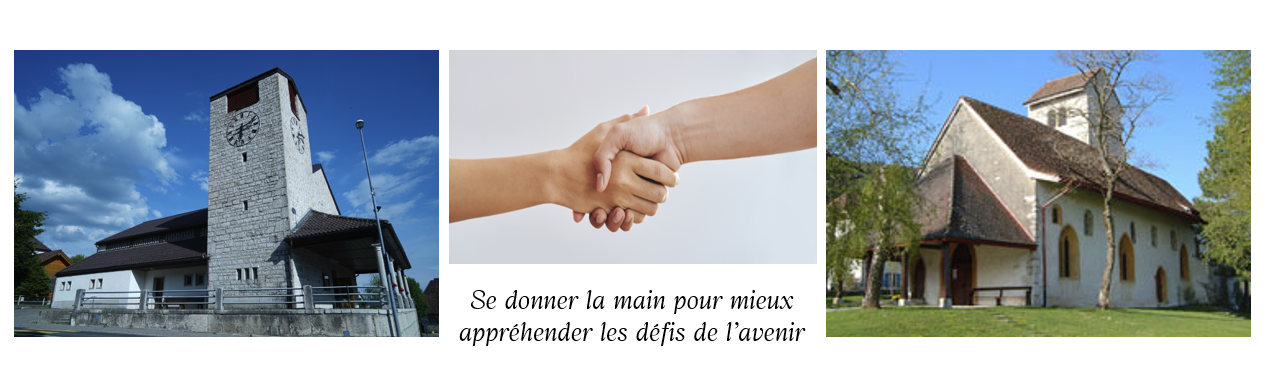 Se donner la main pour mieux
appréhender les défis de l'avenir